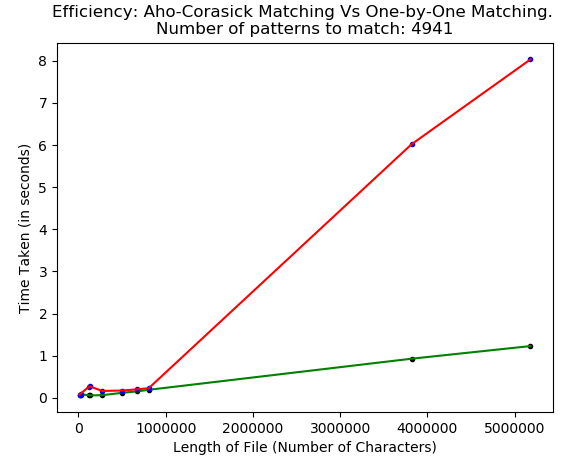 Efficiency: Aho-Corasick Matching Vs One-by-One Matching.
Number of patterns to match: 4941
8
7
6
5
4
3
2
1
0
Time Taken (in seconds)
0 1000000 2000000 3000000 4000000 5000000
Length of File (Number of Characters)